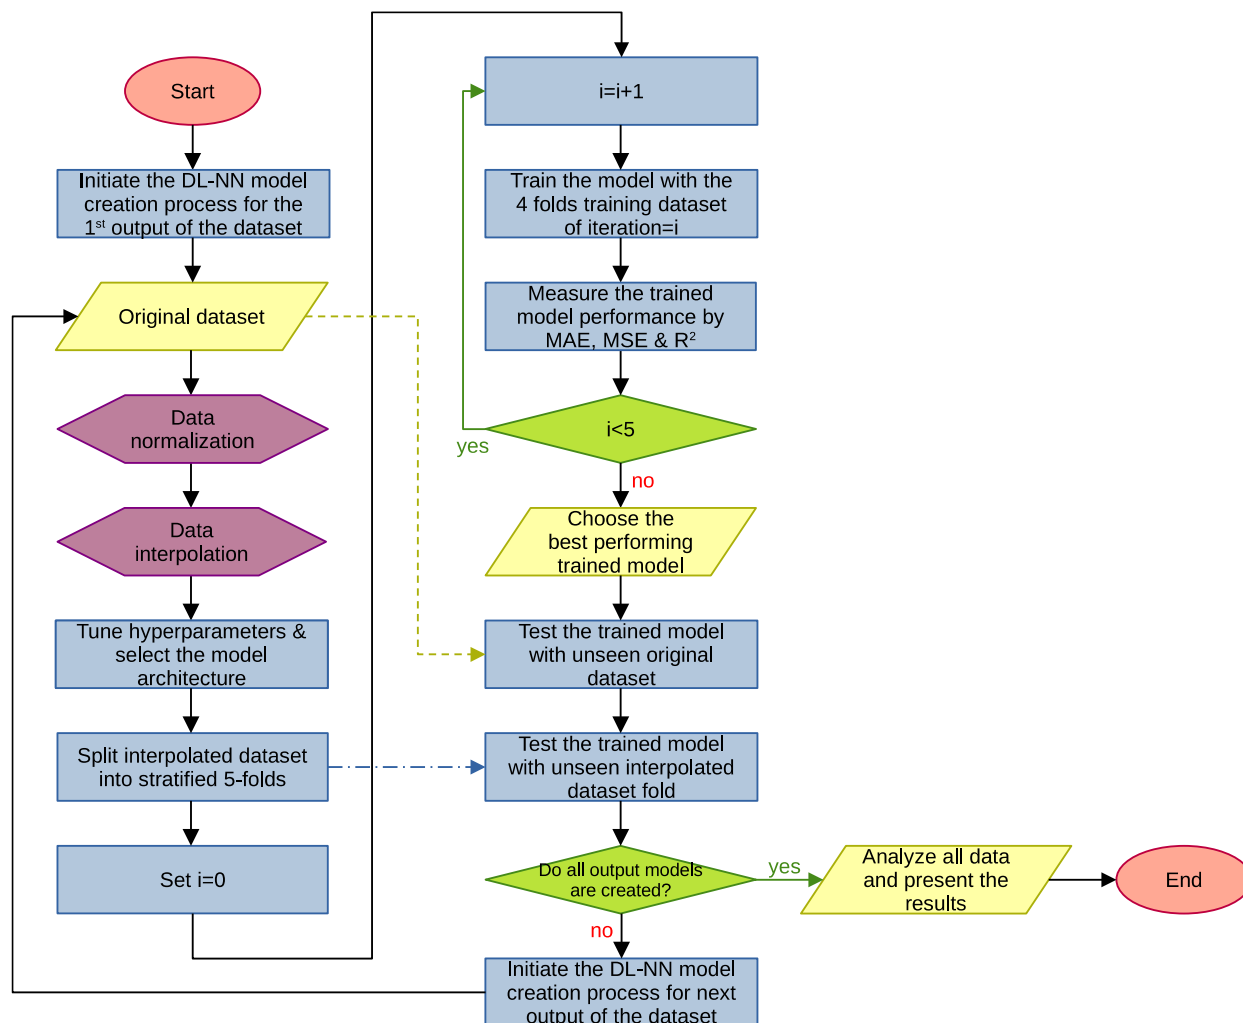 Start
Initiate the DL-NN model
creation process for the
1st output of the dataset
Original dataset
Data
normalization
Data
interpolation
Tune hyperparameters &
select the model
architecture
Split interpolated dataset
into stratified 5-folds
Set i=0
i=i+1
Train the model with the
4 folds training dataset
of iteration=i
Measure the trained
model performance by
MAE, MSE & R²
i<5
yes
no
Choose the
best performing
trained model
Test the trained model
with unseen original
dataset
Test the trained model
with unseen interpolated
dataset fold
Do all output models
are created?
yes
no
Initiate the DL-NN model
creation process for next
output of the dataset
Analyze all data
and present the
results
End